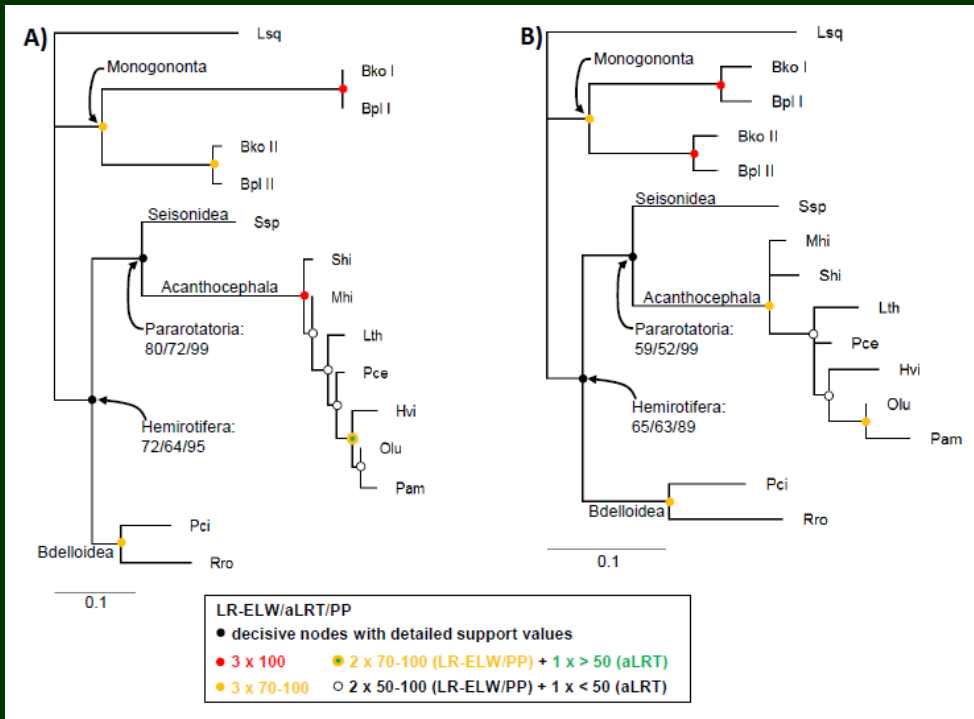 A)
Lsq
Monogononta
Bko I
Bpl I
Bko II
Bpl II
Seisonidea
Ssp
Acanthocephala
Shi
Mhi
Lth
Pce
Hvi
Olu
Pam
Pararotatoria:
80/72/99
Hemirotifera:
72/64/95
Pci
Bdelloidea
Rro
0.1
B)
Lsq
Monogononta
Bko I
Bpl I
Bko II
Bpl II
Seisonidea
Ssp
Mhi
Acanthocephala
Shi
Lth
Pce
Hvi
Olu
Pam
Pararotatoria:
59/52/99
Hemirotifera:
65/63/89
Pci
Bdelloidea
Rro
0.1
LR-ELW/aLRT/PP
decisive nodes with detailed support values
3 x 100
2 x 70-100 (LR-ELW/PP) + 1 x > 50 (aLRT)
3 x 70-100
2 x 50-100 (LR-ELW/PP) + 1 x < 50 (aLRT)